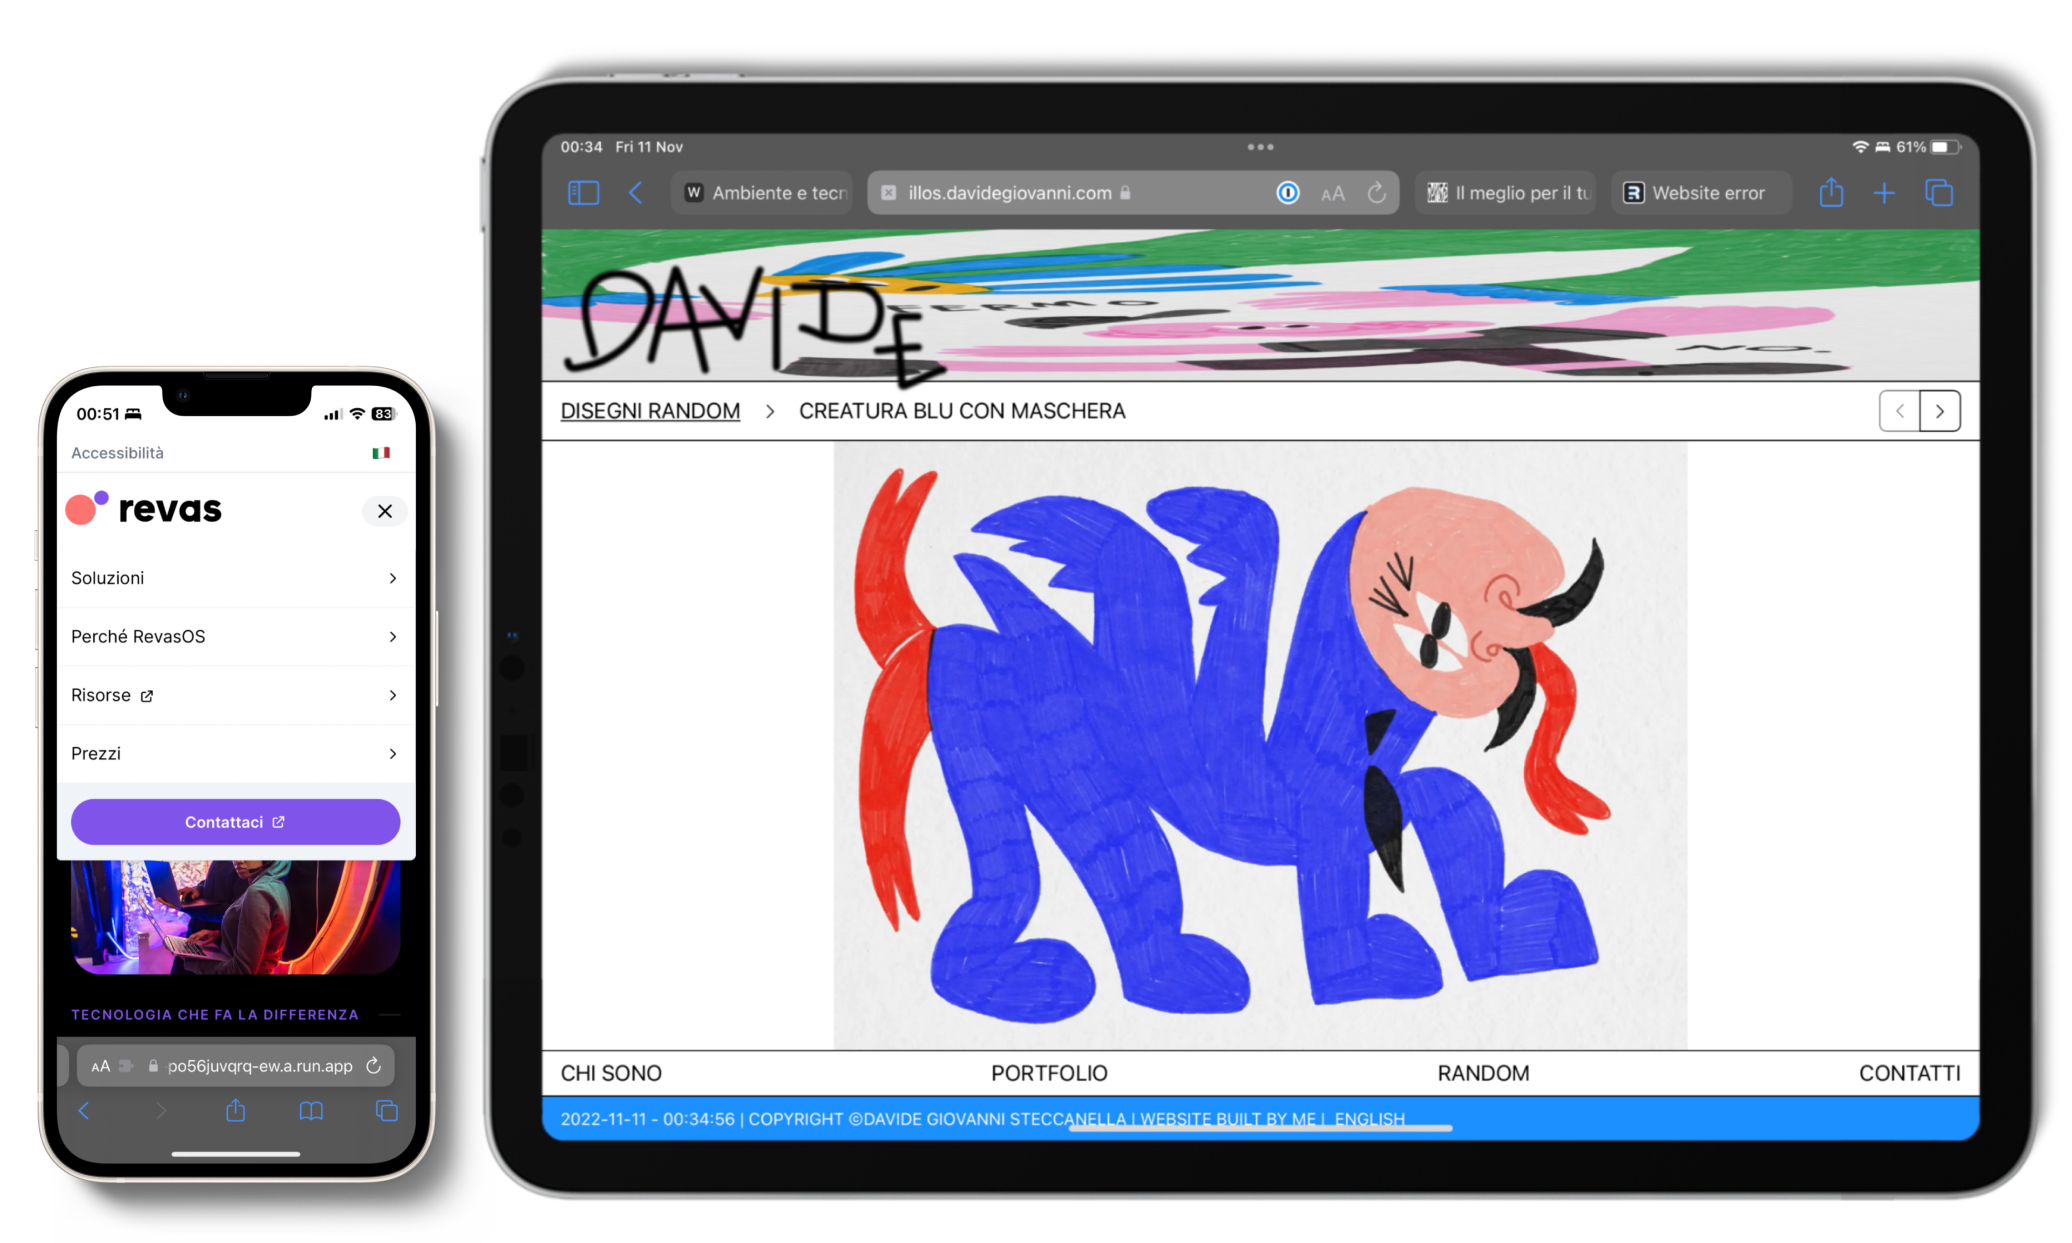 00:51
83
Accessibilità
revas
Soluzioni
Perché RevasOS
Risorse
Prezzi
Contattaci
TECNOLOGIA CHE FA LA DIFFERENZA
AA
po56juvqrq-ew.a.run.app
00:34 Fri 11 Nov
61%
W Ambiente e tecn
illos.davidegiovanni.com
AA
Il meglio per il tu
Website error
DAVIDE
FERMO
NO.
DISEGNI RANDOM > CREATURA BLU CON MASCHERA
CHI SONO
PORTFOLIO
RANDOM
CONTATTI
2022-11-11 - 00:34:56 | COPYRIGHT ©DAVIDE GIOVANNI STECCANELLA | WEBSITE BUILT BY ME | ENGLISH